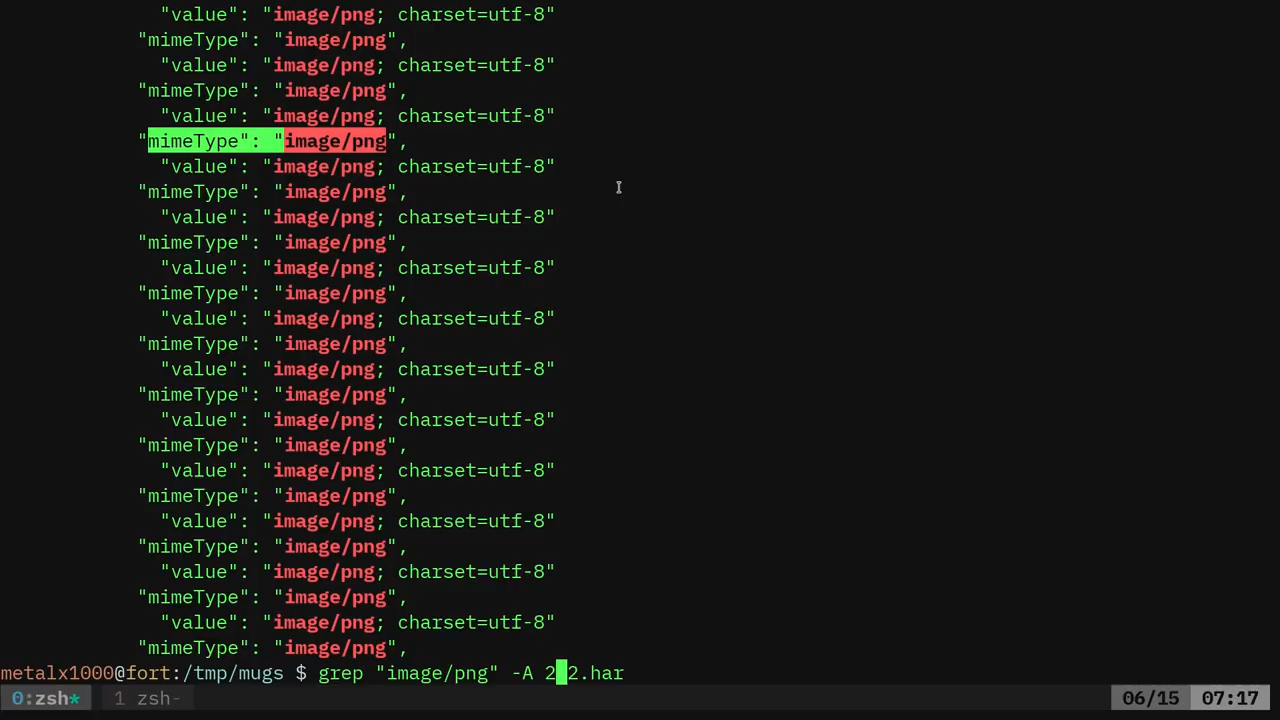 "value": "image/png; charset=utf-8"
"mimeType": "image/png",
"value": "image/png; charset=utf-8"
"mimeType": "image/png",
"value": "image/png; charset=utf-8"
"mimeType": "image/png",
"value": "image/png; charset=utf-8"
"mimeType": "image/png",
"value": "image/png; charset=utf-8"
"mimeType": "image/png",
"value": "image/png; charset=utf-8"
"mimeType": "image/png",
"value": "image/png; charset=utf-8"
"mimeType": "image/png",
"value": "image/png; charset=utf-8"
"mimeType": "image/png",
"value": "image/png; charset=utf-8"
"mimeType": "image/png",
"value": "image/png; charset=utf-8"
"mimeType": "image/png",
"value": "image/png; charset=utf-8"
"mimeType": "image/png",
"value": "image/png; charset=utf-8"
"mimeType": "image/png",
"value": "image/png; charset=utf-8"
"mimeType": "image/png",
metalx1000@fort:/tmp/mugs $ grep "image/png" -A 2 2.har
0:zsh* 1 zsh- 06/15 07:17